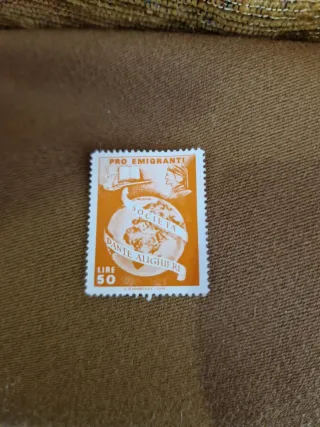 PRO EMIGRANTI
SOCIETÀ
DANTE ALIGHIERI
LIRE
50